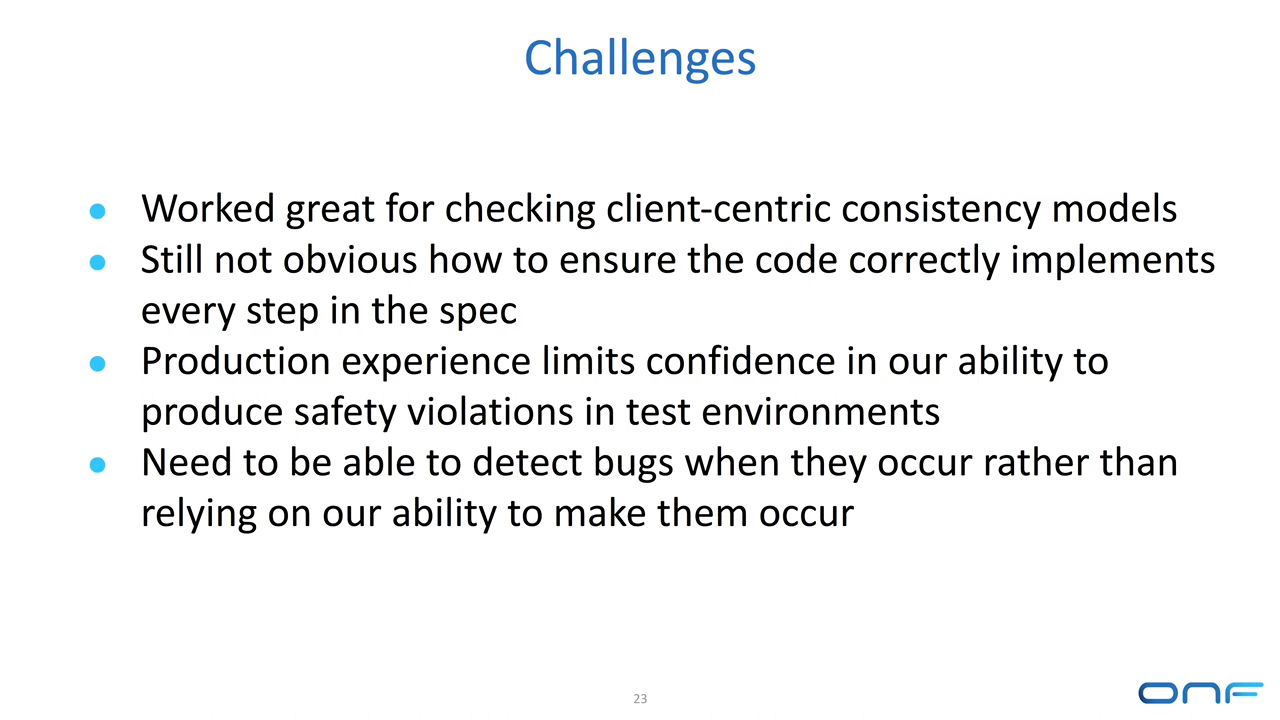 Challenges
● Worked great for checking client-centric consistency models
● Still not obvious how to ensure the code correctly implements
every step in the spec
● Production experience limits confidence in our ability to
produce safety violations in test environments
● Need to be able to detect bugs when they occur rather than
relying on our ability to make them occur
23
ONF